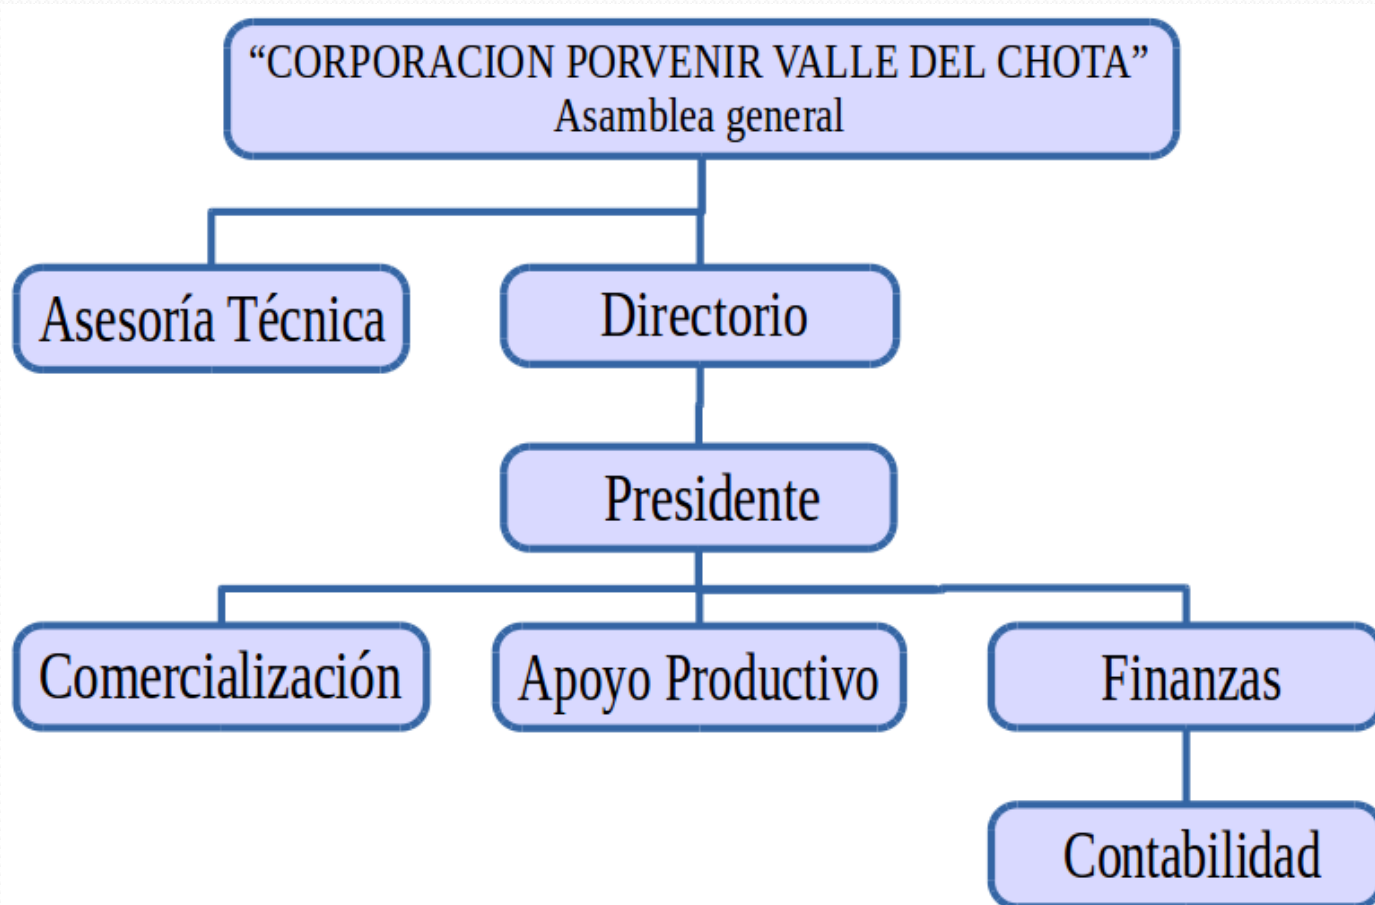 “CORPORACION PORVENIR VALLE DEL CHOTA”
Asamblea general
Asesoría Técnica
Directorio
Presidente
Comercialización
Apoyo Productivo
Finanzas
Contabilidad